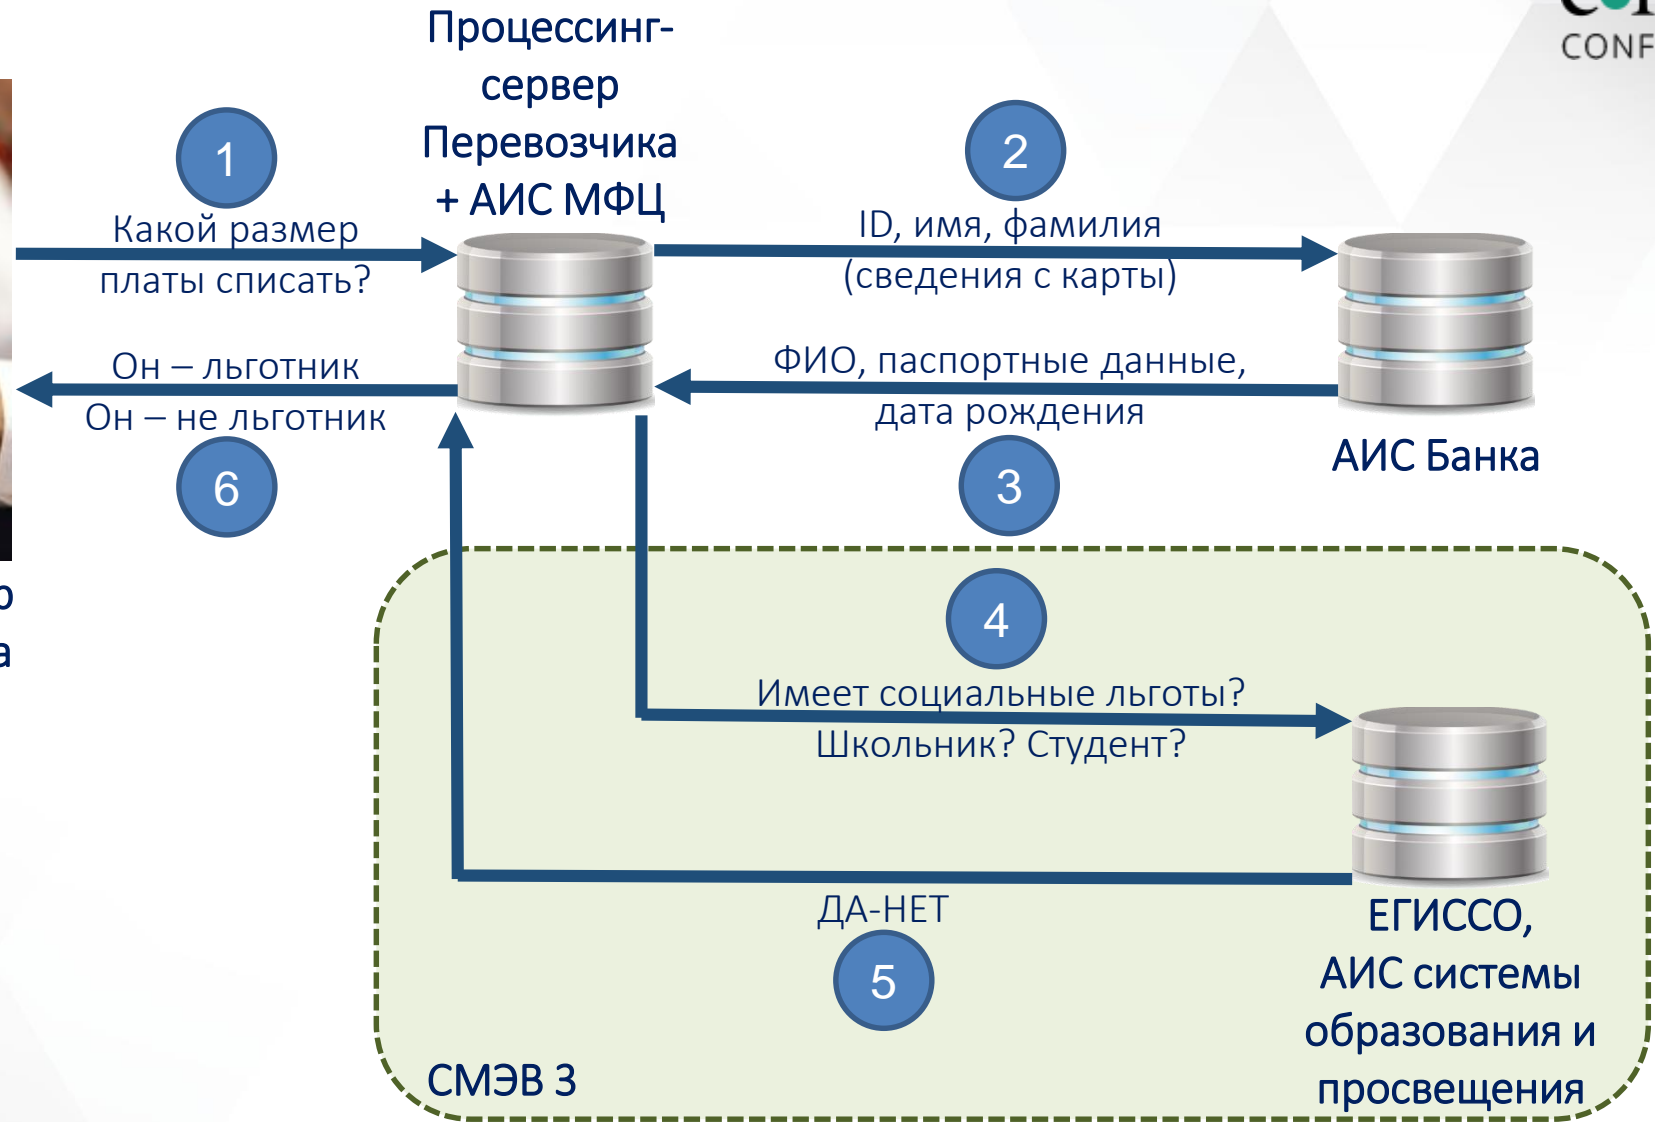 CONF
Процессинг-
сервер
Перевозчика
+ АИС МФЦ
1
Какой размер
платы списать?
2
ID, имя, фамилия
(сведения с карты)
Он – льготник
Он – не льготник
6
ФИО, паспортные данные,
дата рождения
3
АИС Банка
4
Имеет социальные льготы?
Школьник? Студент?
ДА-НЕТ
5
ЕГИССО,
АИС системы
образования и
просвещения
СМЭВ 3